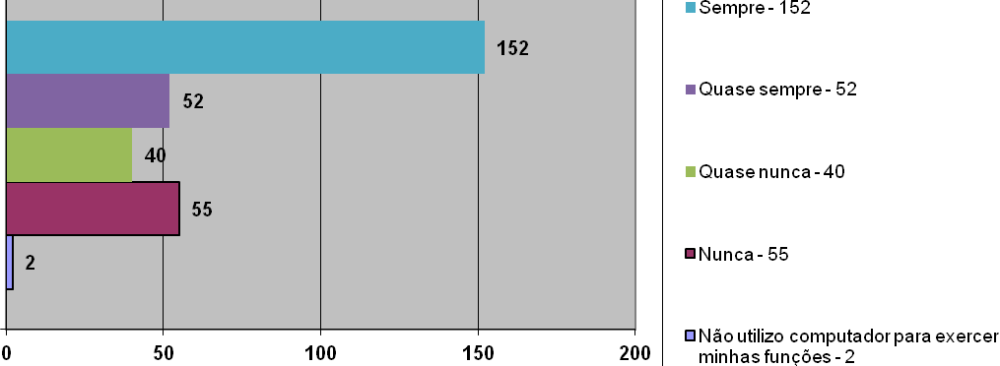 152
52
40
55
2
0 50 100 150 200
Sempre - 152
Quase sempre - 52
Quase nunca - 40
Nunca - 55
Não utilizo computador para exercer
minhas funções - 2